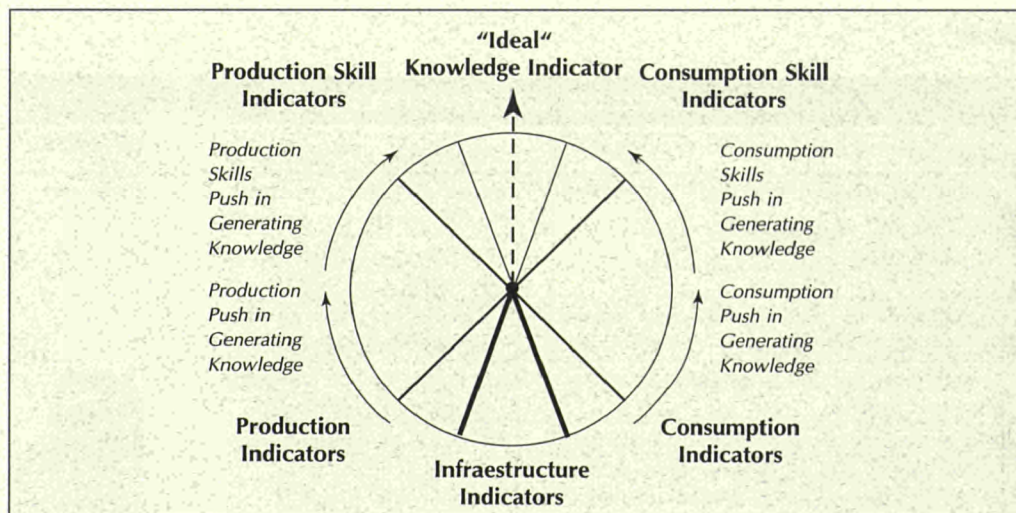 “Ideal“
Knowledge Indicator
Production Skill
Indicators
Consumption Skill
Indicators
Production
Skills
Push in
Generating
Knowledge
Consumption
Skills
Push in
Generating
Knowledge
Production
Push in
Generating
Knowledge
Consumption
Push in
Generating
Knowledge
Production
Indicators
Consumption
Indicators
Infraestructure
Indicators